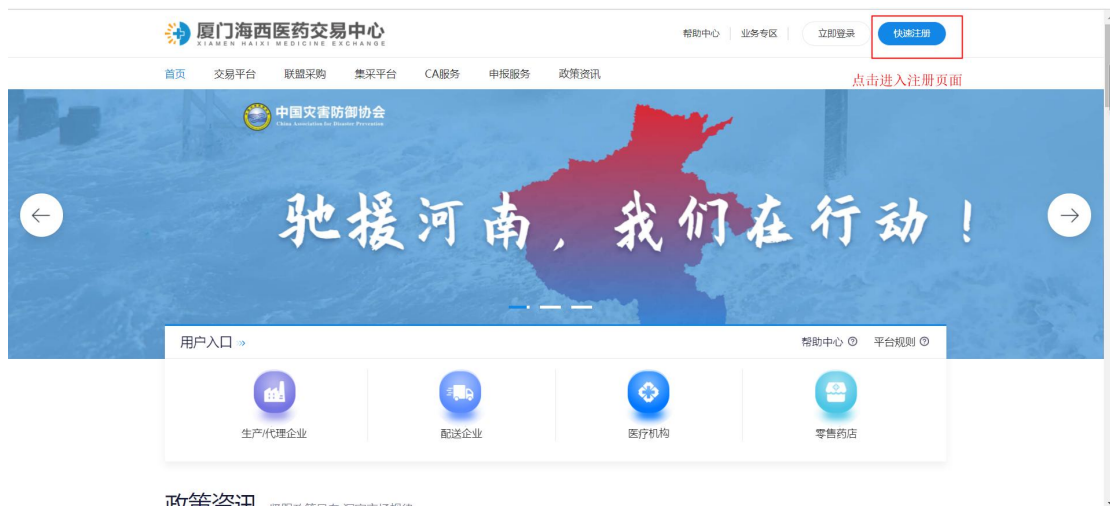 厦门海西医药交易中心
XIAMEN HAIXI MEDICINE EXCHANGE
帮助中心 业务专区 立即登录 快速注册
首页 交易平台 联盟采购 集采平台 CA服务 申报服务 政策资讯
点击进入注册页面
中国灾害防御协会
China Association for Disaster Prevention
驰援河南，我们在行动！
用户入口
帮助中心 平台规则
生产/代理企业 配送企业 医疗机构 零售药店
政策资讯